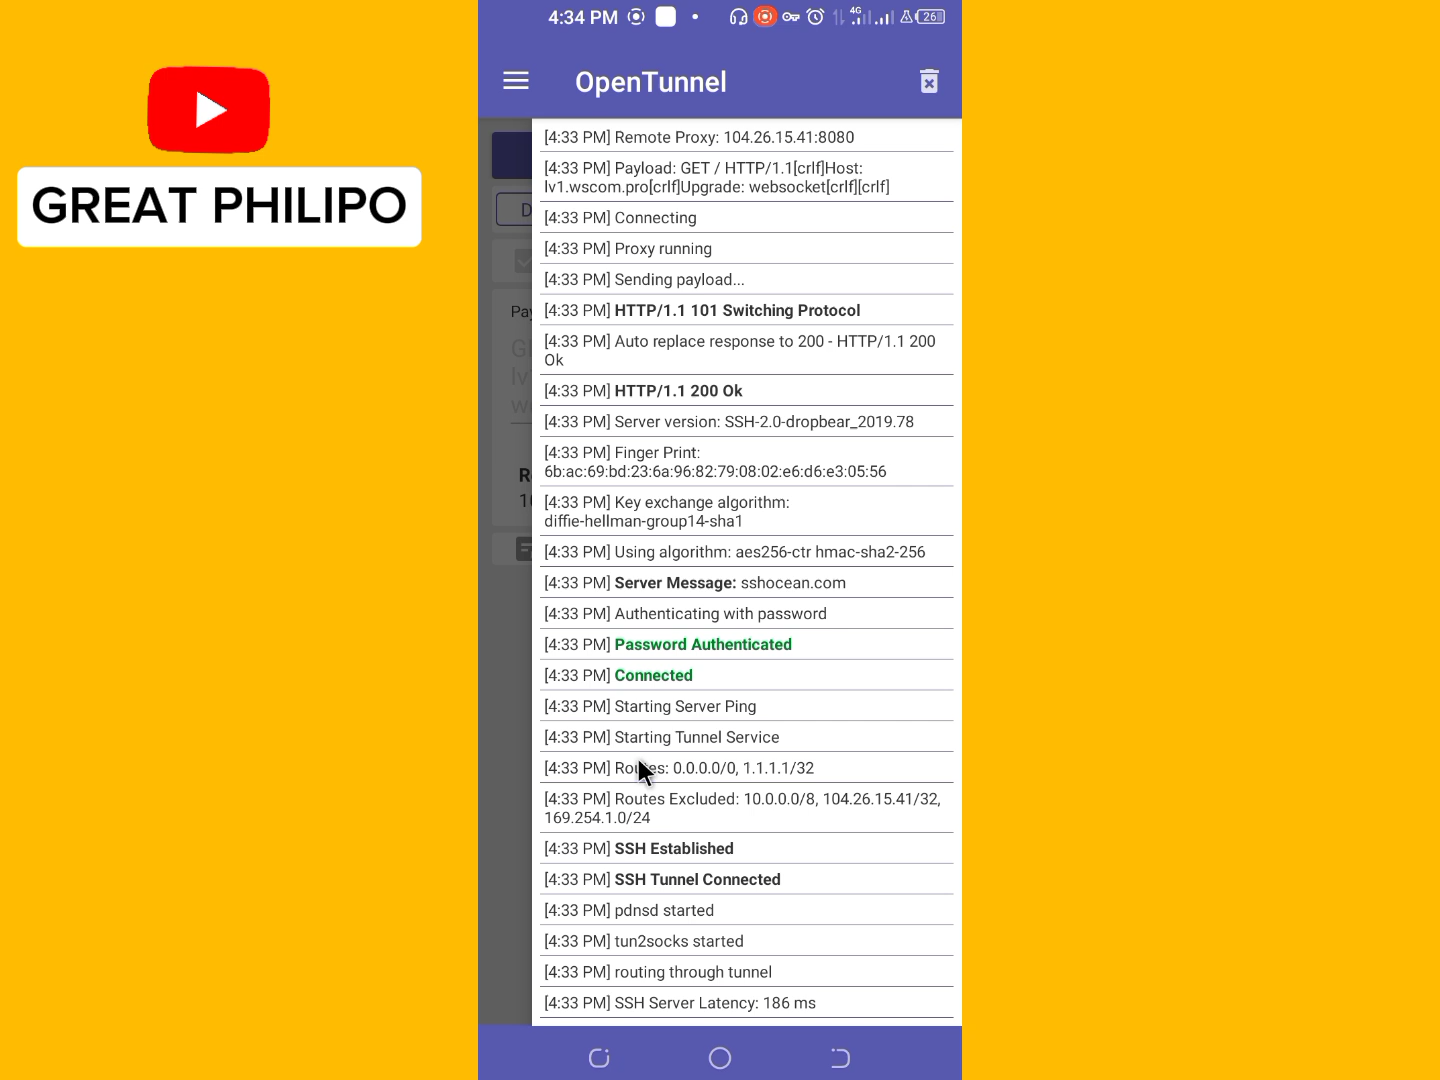 GREAT PHILIPO
4:34 PM
4G
26
OpenTunnel
[4:33 PM] Remote Proxy: 104.26.15.41:8080
[4:33 PM] Payload: GET / HTTP/1.1[crlf]Host:
lv1.wscom.pro[crlf]Upgrade: websocket[crlf][crlf]
[4:33 PM] Connecting
[4:33 PM] Proxy running
[4:33 PM] Sending payload...
[4:33 PM] HTTP/1.1 101 Switching Protocol
[4:33 PM] Auto replace response to 200 - HTTP/1.1 200
Ok
[4:33 PM] HTTP/1.1 200 Ok
[4:33 PM] Server version: SSH-2.0-dropbear_2019.78
[4:33 PM] Finger Print:
6b:ac:69:bd:23:6a:96:82:79:08:02:e6:d6:e3:05:56
[4:33 PM] Key exchange algorithm:
diffie-hellman-group14-sha1
[4:33 PM] Using algorithm: aes256-ctr hmac-sha2-256
[4:33 PM] Server Message: sshocean.com
[4:33 PM] Authenticating with password
[4:33 PM] Password Authenticated
[4:33 PM] Connected
[4:33 PM] Starting Server Ping
[4:33 PM] Starting Tunnel Service
[4:33 PM] Routes: 0.0.0.0/0, 1.1.1.1/32
[4:33 PM] Routes Excluded: 10.0.0.0/8, 104.26.15.41/32,
169.254.1.0/24
[4:33 PM] SSH Established
[4:33 PM] SSH Tunnel Connected
[4:33 PM] pdnsd started
[4:33 PM] tun2socks started
[4:33 PM] routing through tunnel
[4:33 PM] SSH Server Latency: 186 ms